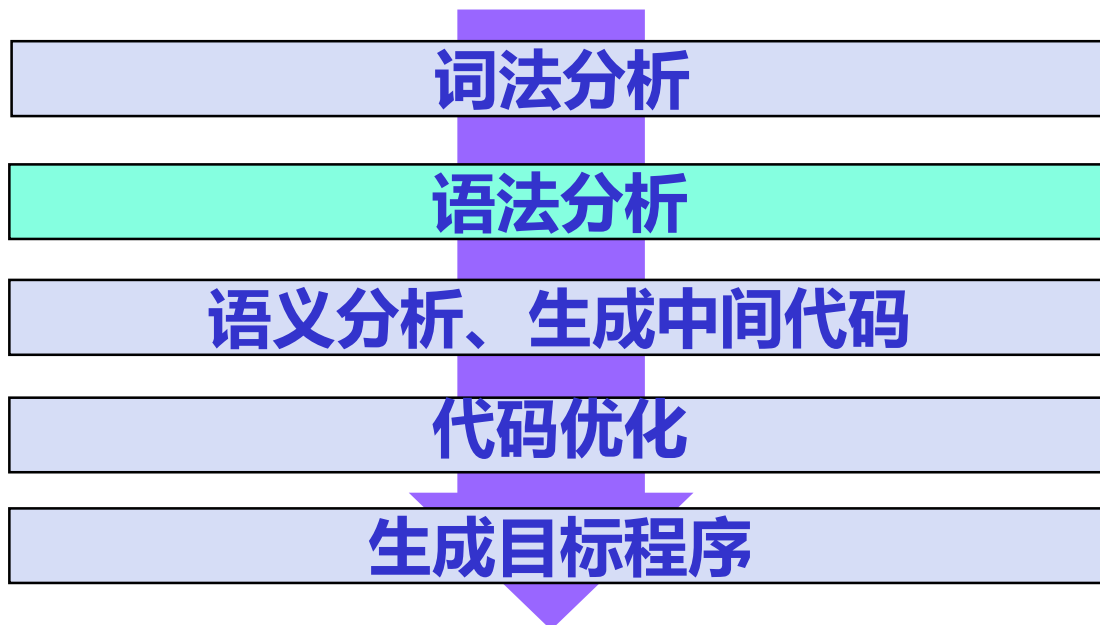 词法分析
语法分析
语义分析、生成中间代码
代码优化
生成目标程序